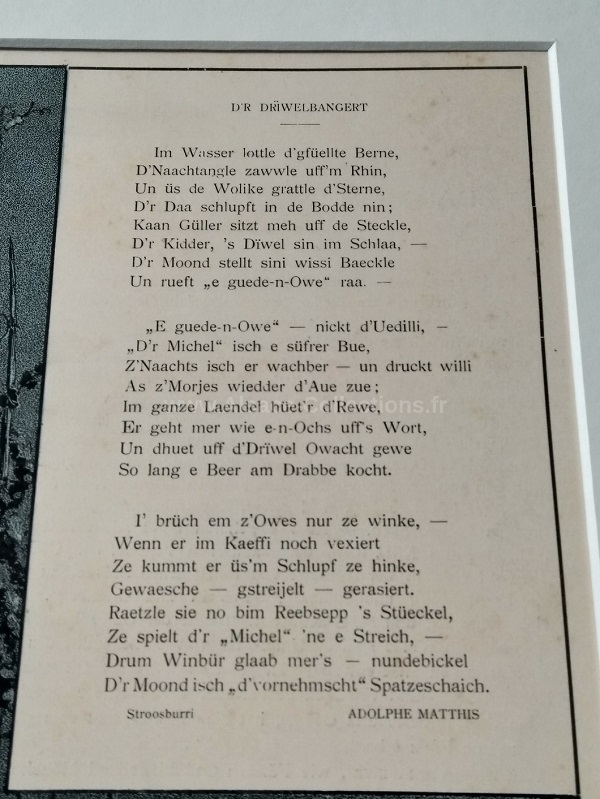 D'R DRÏWELBANGERT
Im Wasser lottle d'gfüellte Berne,
D'Naachtangle zawwle uff'm Rhin,
Un üs de Wolike grattle d'Sterne,
D'r Daa schlupft in de Bodde nin;
Kaan Güller sitzt meh uff de Steckle,
D'r Kidder, 's Dïwel sin im Schlaa, —
D'r Moond stellt sini wissi Baeckle
Un rueft „e guede-n-Owe“ raa. —
„E guede-n-Owe“ — nickt d'Uedilli, —
„D'r Michel“ isch e süfrer Bue,
Z'Naachts isch er wachber — un druckt willi
As z'Morjes wiedder d'Aue zue;
Im ganze Laendel hüet'r d'Rewe,
Er geht mer wie e-n-Ochs uff's Wort,
Un dhuet uff d'Drïwel Owacht gewe
So lang e Beer am Drabbe kocht.
I' brüch em z'Owes nur ze winke, —
Wenn er im Kaeffi noch vexiert
Ze kummt er üs'm Schlupf ze hinke,
Gewaesche — gstreijelt — gerasiert.
Raetzle sie no bim Reebsepp 's Stüeckel,
Ze spielt d'r „Michel“ 'ne e Streich, —
Drum Winbür glaab mer's — nundebickel
D'r Moond isch „d'vornehmscht“ Spatzeschaich.
Stroosburri ADOLPHE MATTHIS